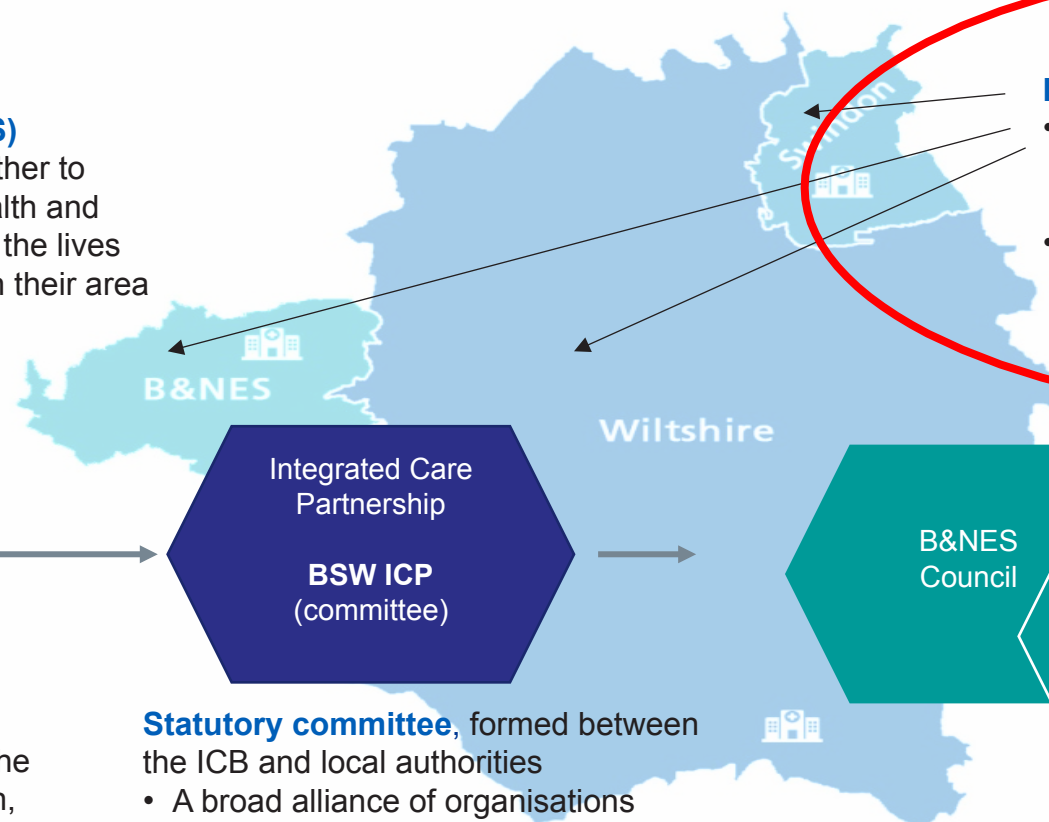 S)
ther to
alth and
the lives
n their area
Swindon
B&NES
Wiltshire
Integrated Care
Partnership
BSW ICP
(committee)
B&NES
Council
Statutory committee, formed between
the ICB and local authorities
• A broad alliance of organisations
he
n,